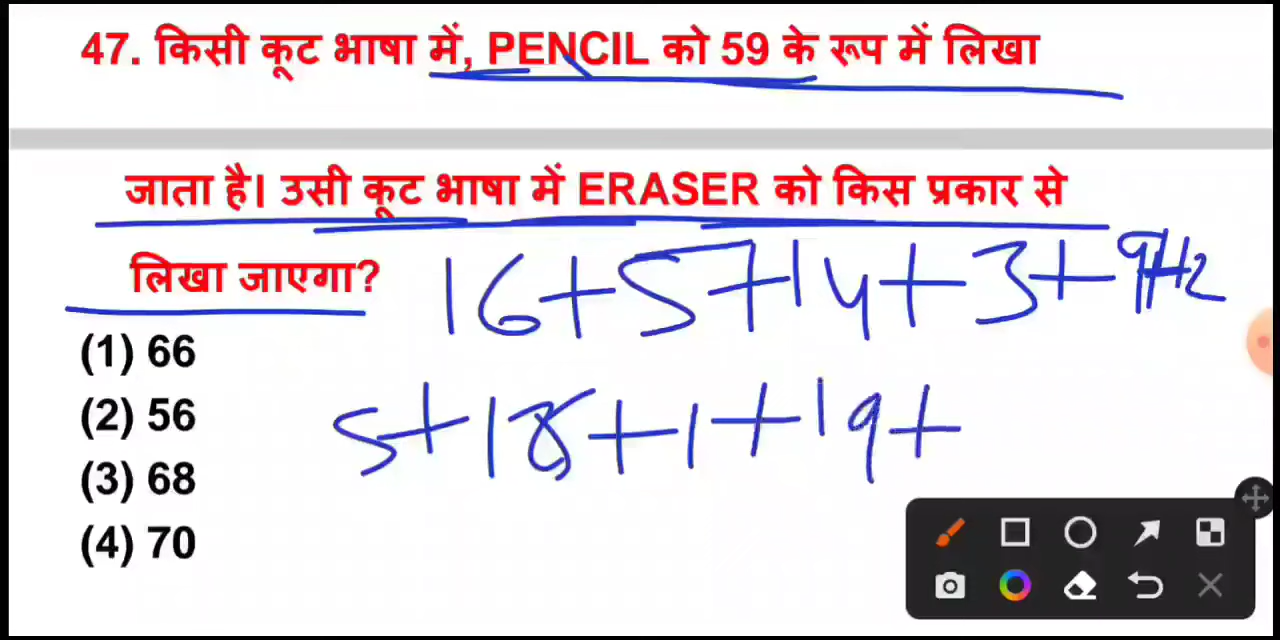 47. किसी कूट भाषा में, PENCIL को 59 के रूप में लिखा
जाता है। उसी कूट भाषा में ERASER को किस प्रकार से
लिखा जाएगा?
16+5+14+3+9+12
(1) 66
(2) 56
5+18+1+19+
(3) 68
(4) 70